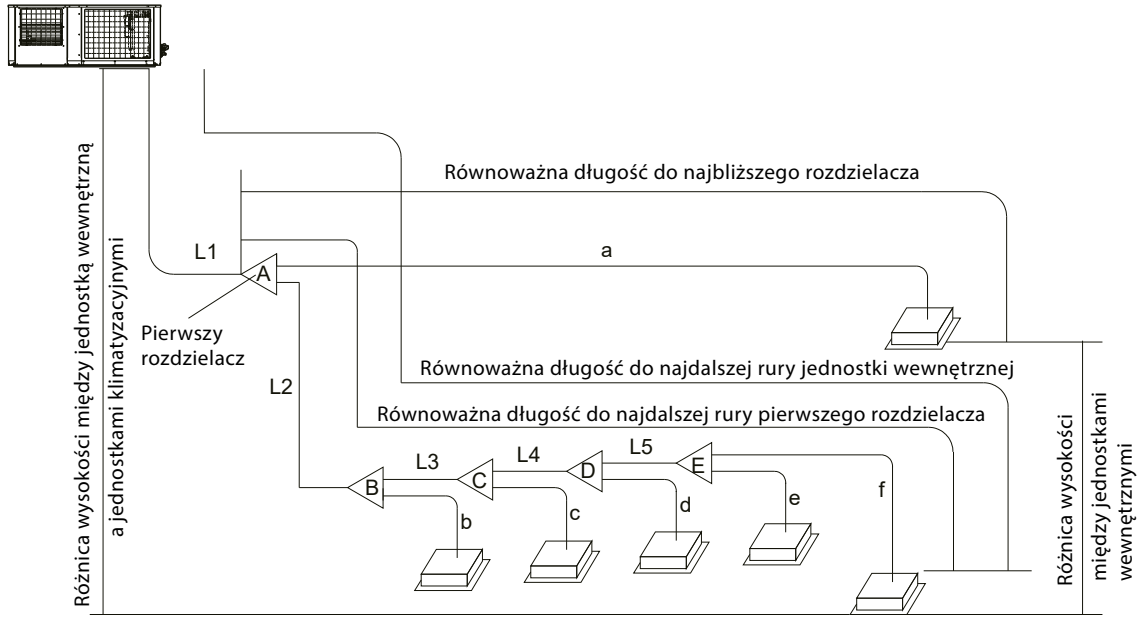 Różnica wysokości między jednostką wewnętrzną
a jednostkami klimatyzacyjnymi
Równoważna długość do najbliższego rozdzielacza
L1
a
A
Pierwszy
rozdzielacz
L2
Równoważna długość do najdalszej rury jednostki wewnętrznej
Równoważna długość do najdalszej rury pierwszego rozdzielacza
L3
L4
L5
B
C
D
E
b
c
d
e
f
Różnica wysokości
między jednostkami
wewnętrznymi